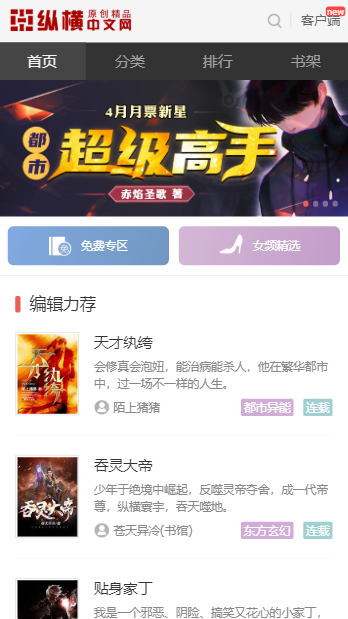 纵横 原创精品 中文网
客户端
new
首页 分类 排行 书架
4月月票新星
都市
超级高手
赤焰圣歌 著
免费专区
女频精选
编辑力荐
天才纨绔
会修真会泡妞，能治病能杀人，他在繁华都市
中，过一场不一样的人生。
陌上猪猪 都市异能 连载
天才纨绔
吞灵大帝
少年于绝境中崛起，反噬灵帝夺舍，成一代帝
尊，纵横寰宇，吞天噬地。
苍天异冷(书馆) 东方玄幻 连载
吞灵大帝
贴身家丁
我是一个邪恶、阴险、搞笑又花心的小家丁，